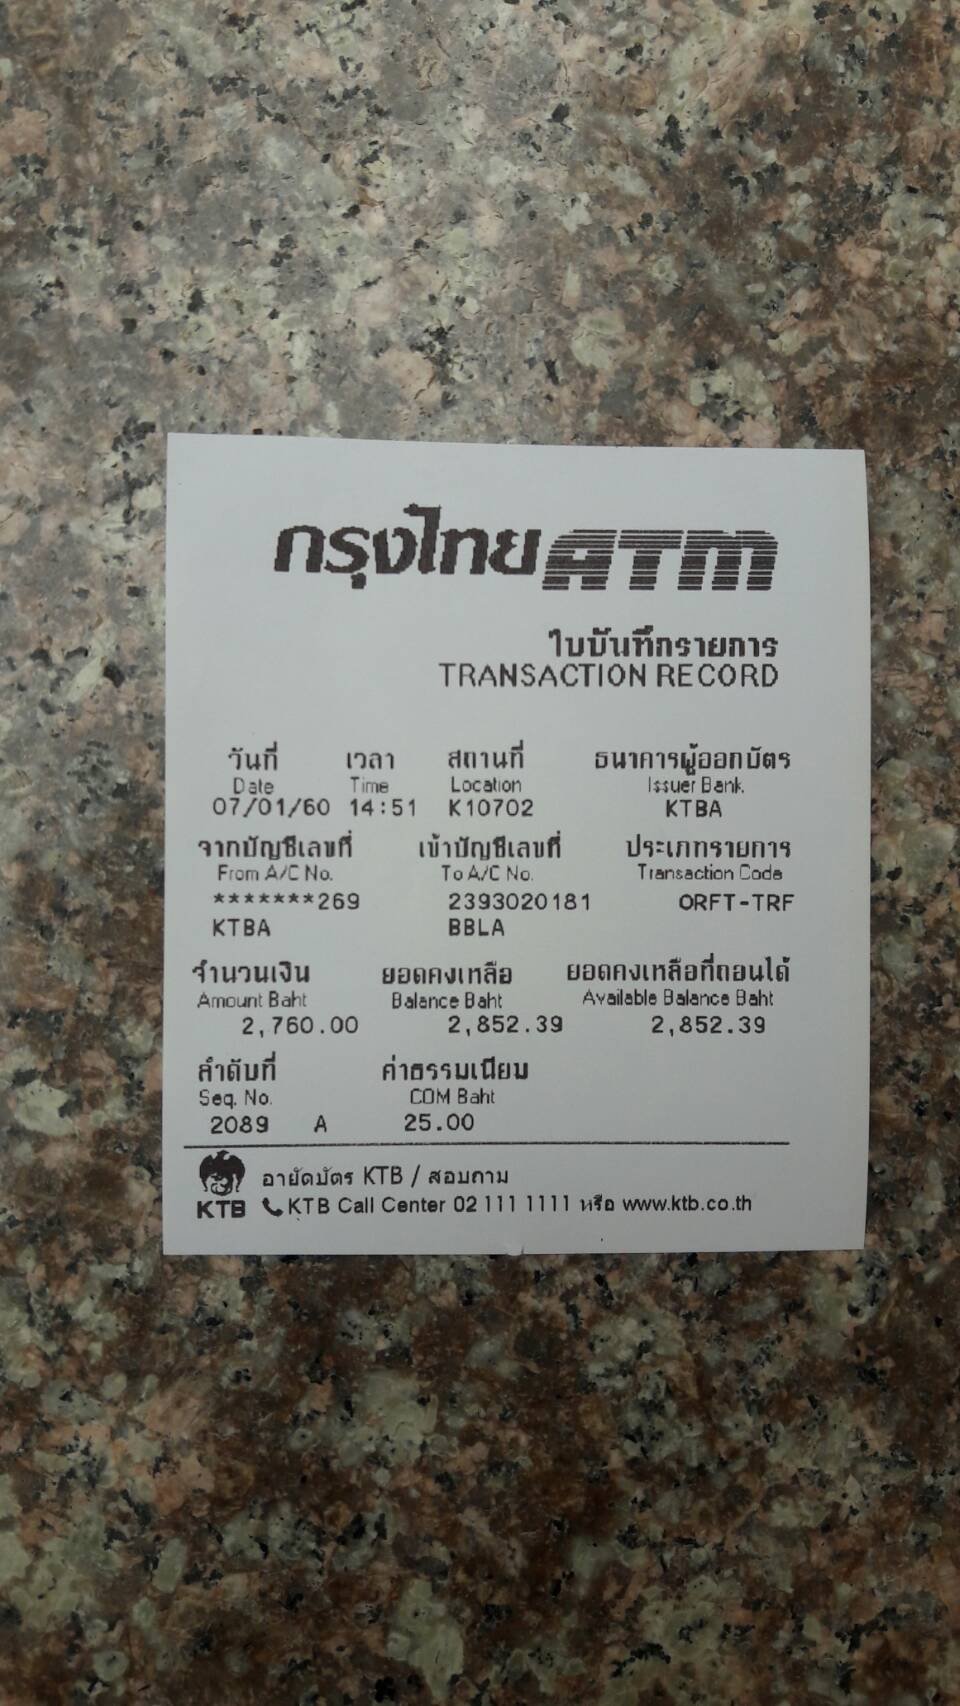 กรุงไทย ATM
ใบบันทึกรายการ
TRANSACTION RECORD
วันที่ เวลา สถานที่ ธนาคารผู้ออกบัตร
Date Time Location Issuer Bank.
07/01/60 14:51 K10702 KTBA
จากบัญชีเลขที่ เข้าบัญชีเลขที่ ประเภทรายการ
From A/C No. To A/C No. Transaction Code
*******269 2393020181 ORFT-TRF
KTBA BBLA
จำนวนเงิน ยอดคงเหลือ ยอดคงเหลือที่ถอนได้
Amount Baht Balance Baht Available Balance Baht
2,760.00 2,852.39 2,852.39
ลำดับที่ ค่าธรรมเนียม
Seq. No. COM Baht
2089 A 25.00
อายัดบัตร KTB / สอบถาม
KTB KTB Call Center 02 111 1111 หรือ www.ktb.co.th